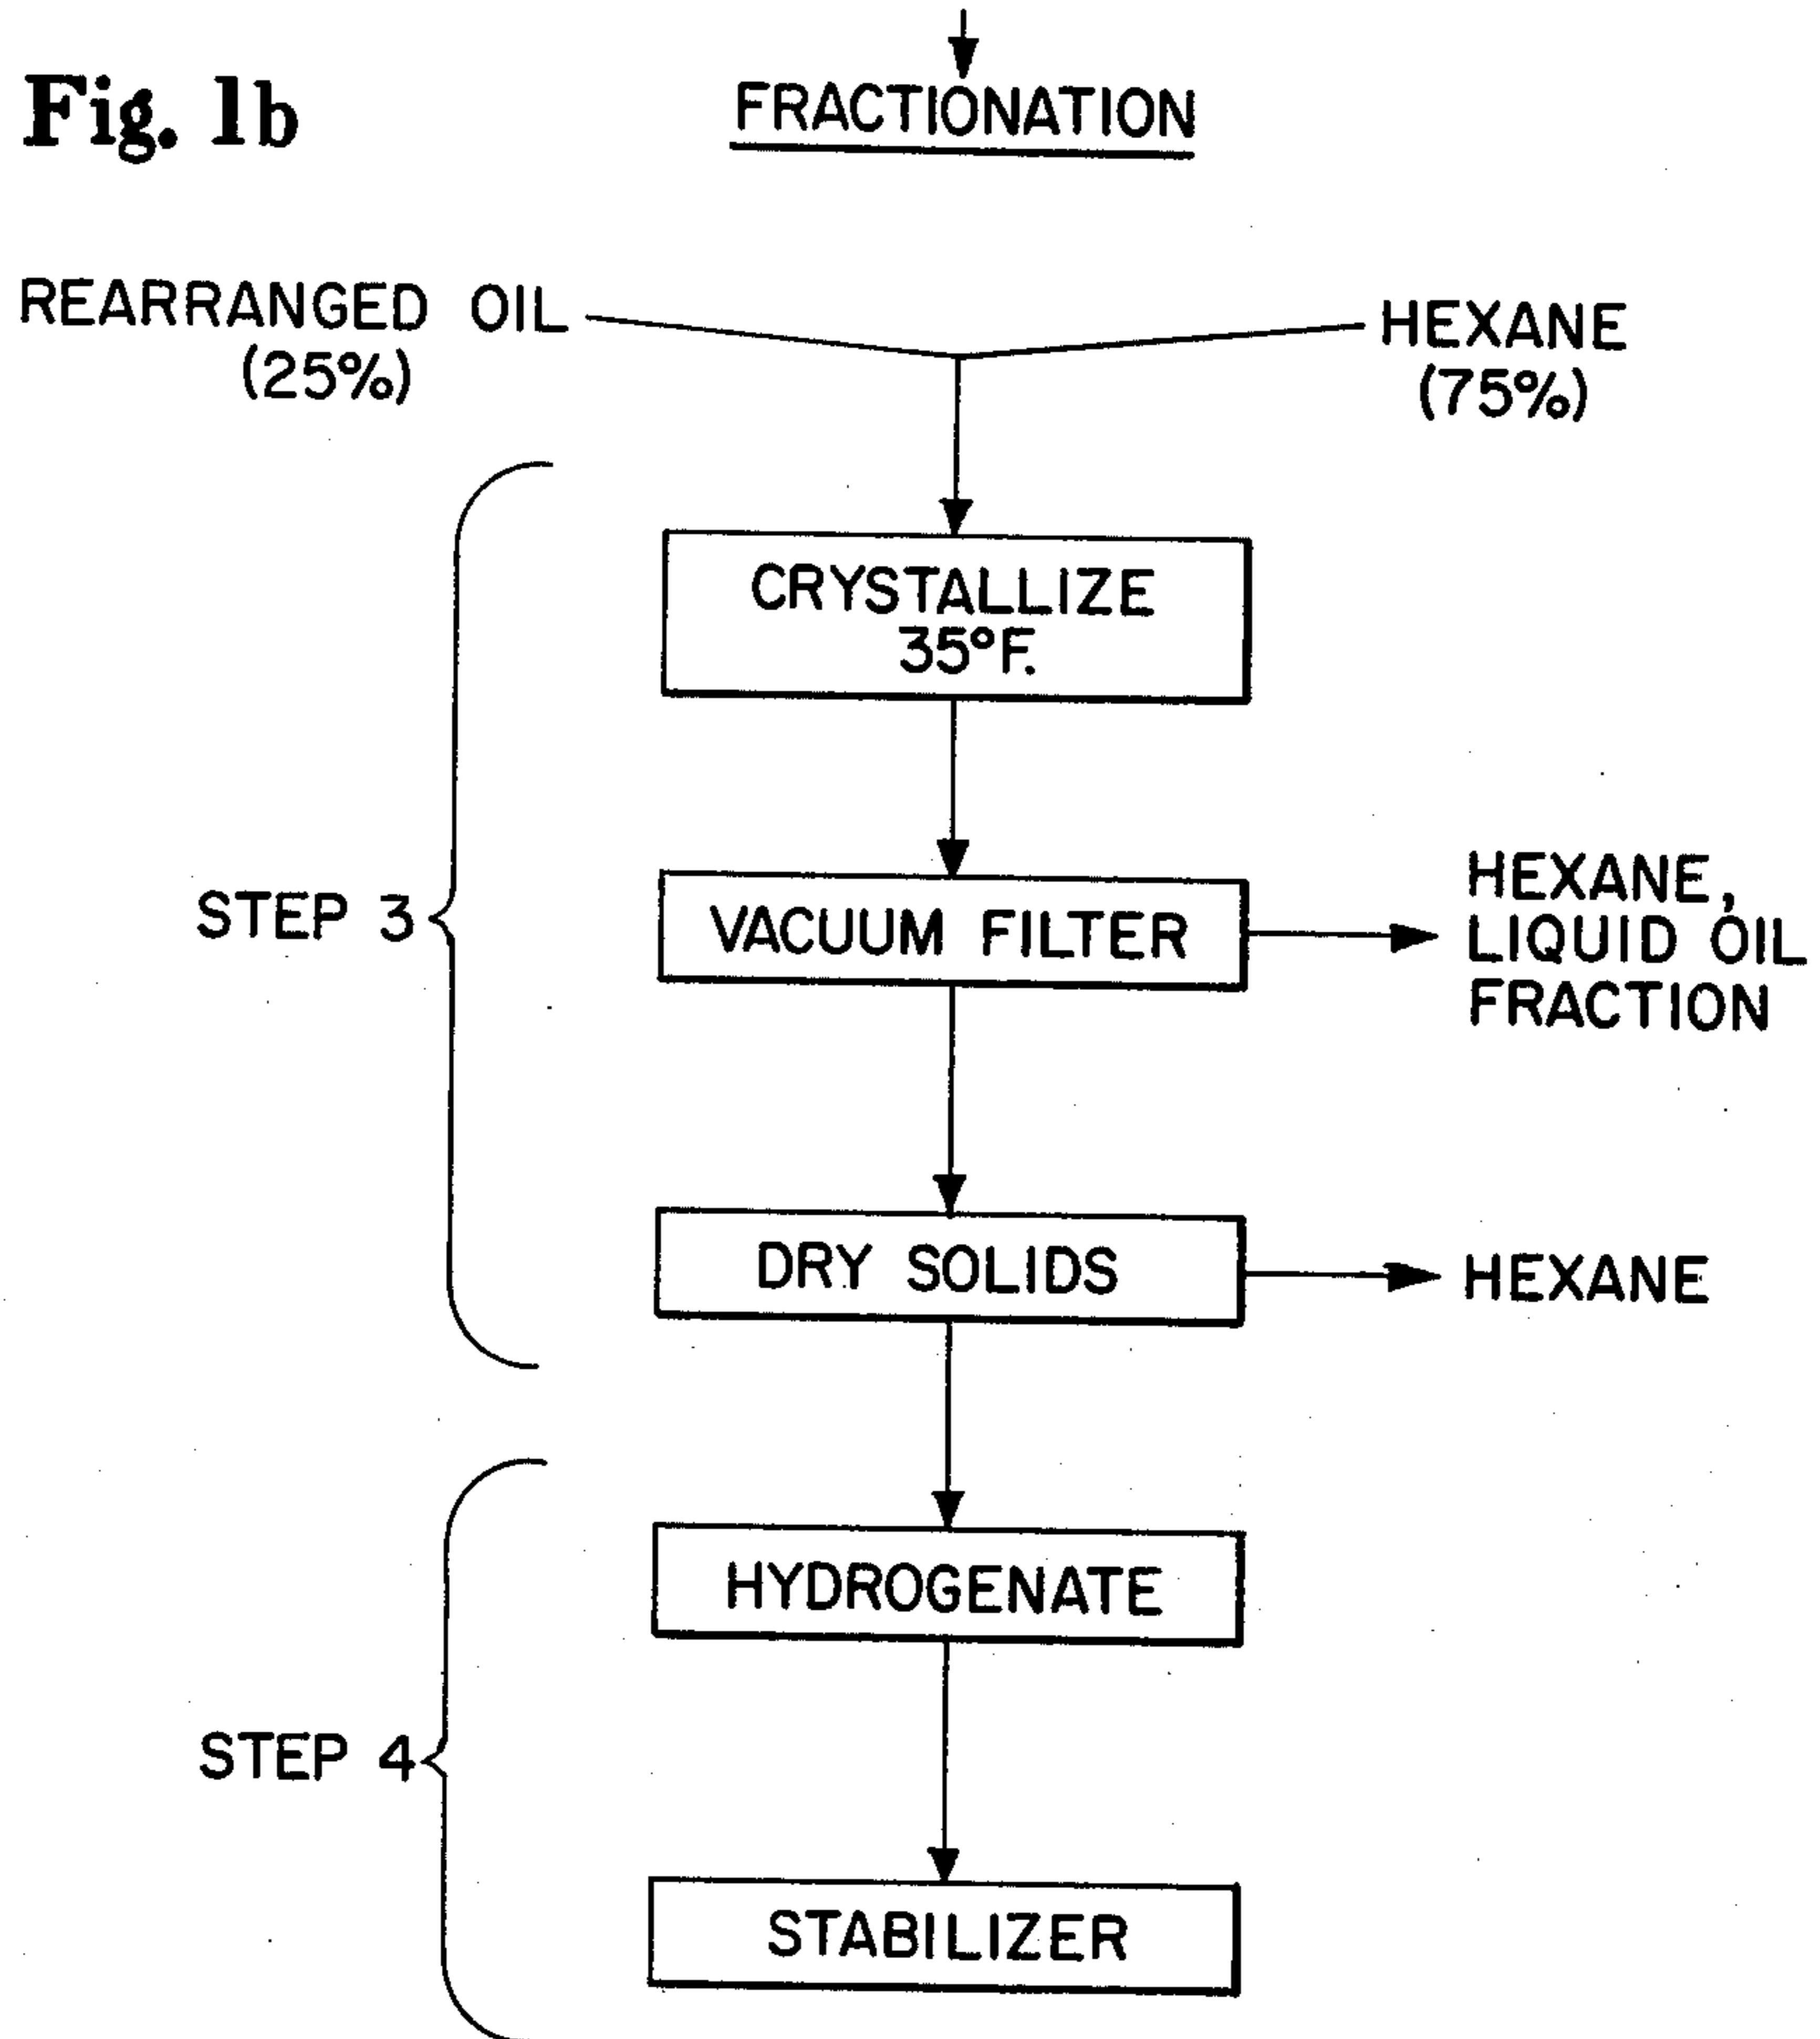 Fig. 1b
FRACTIONATION
REARRANGED OIL
(25%)
HEXANE
(75%)
CRYSTALLIZE
35°F.
STEP 3
VACUUM FILTER
HEXANE,
LIQUID OIL
FRACTION
DRY SOLIDS
HEXANE
HYDROGENATE
STEP 4
STABILIZER